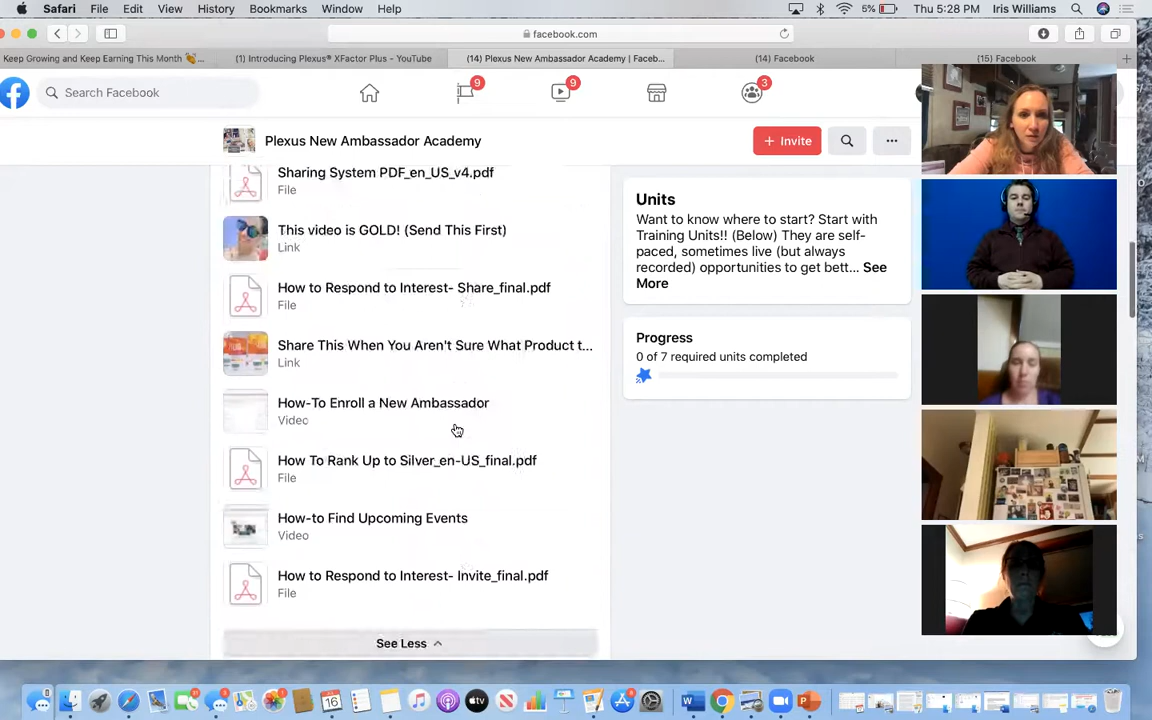 Safari File Edit View History Bookmarks Window Help 5% Thu 5:28 PM Iris Williams
facebook.com
Keep Growing and Keep Earning This Month 👏... (1) Introducing Plexus® XFactor Plus - YouTube (14) Plexus New Ambassador Academy | Faceb... (14) Facebook (15) Facebook
Search Facebook 9 9 3
Plexus New Ambassador Academy + Invite
Sharing System PDF_en_US_v4.pdf
File
This video is GOLD! (Send This First)
Link
How to Respond to Interest- Share_final.pdf
File
Share This When You Aren't Sure What Product t...
Link
How-To Enroll a New Ambassador
Video
How To Rank Up to Silver_en-US_final.pdf
File
How-to Find Upcoming Events
Video
How to Respond to Interest- Invite_final.pdf
File
See Less
Units
Want to know where to start? Start with
Training Units!! (Below) They are self-
paced, sometimes live (but always
recorded) opportunities to get bett... See
More
Progress
0 of 7 required units completed